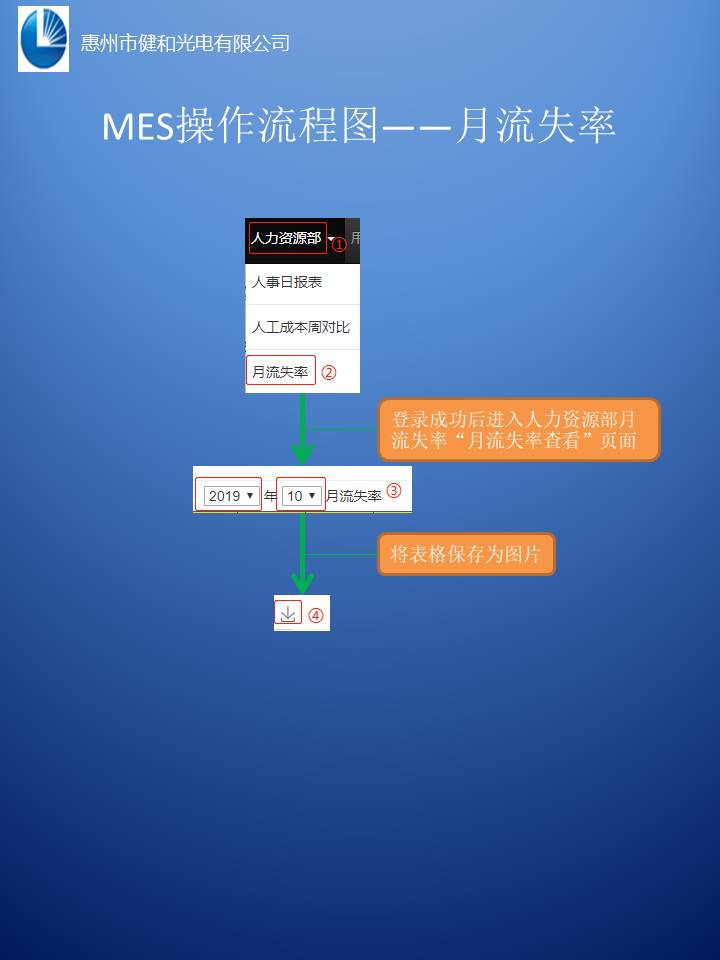 惠州市健和光电有限公司
MES操作流程图——月流失率
人力资源部 ① 用
人事日报表
人工成本周对比
月流失率 ②
登录成功后进入人力资源部月
流失率“月流失率查看”页面
2019 年 10 月流失率 ③
将表格保存为图片
④